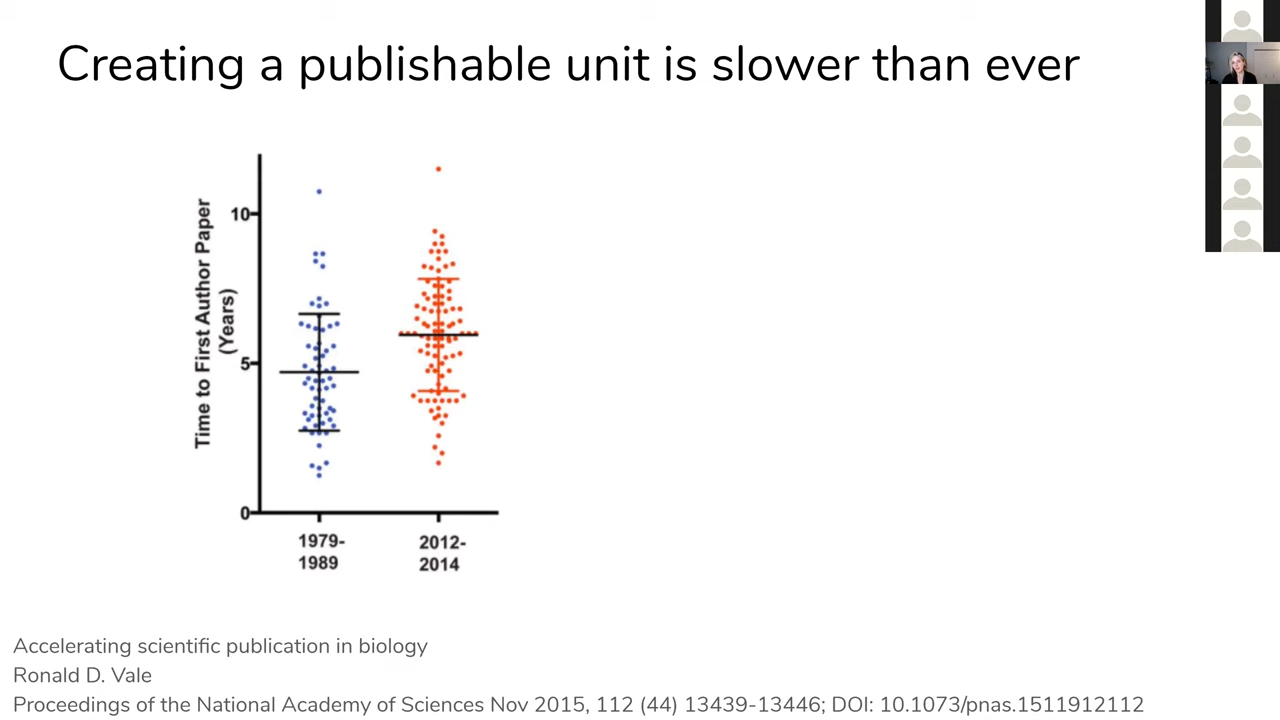 Creating a publishable unit is slower than ever
Time to First Author Paper
(Years)
10
5
0
1979-
1989
2012-
2014
Accelerating scientific publication in biology
Ronald D. Vale
Proceedings of the National Academy of Sciences Nov 2015, 112 (44) 13439-13446; DOI: 10.1073/pnas.1511912112